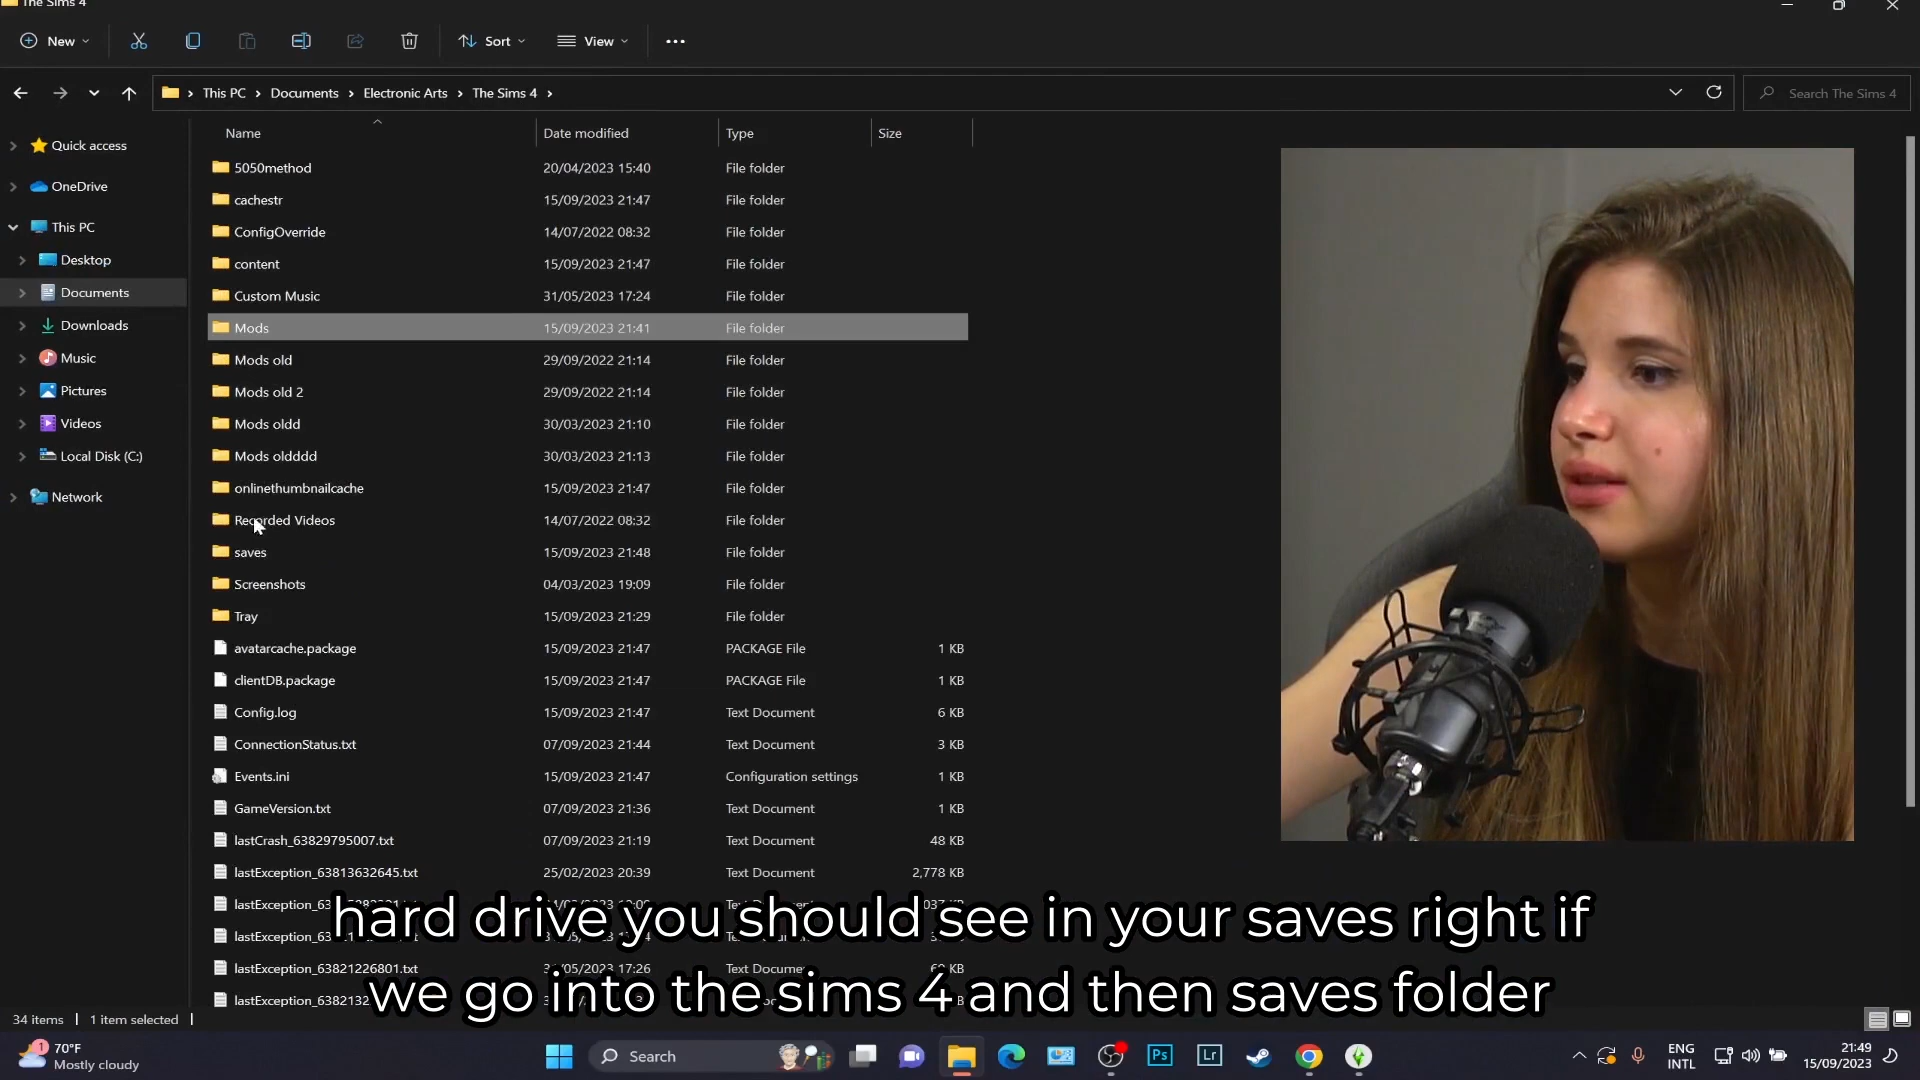 The Sims 4
New
Sort
View
This PC > Documents > Electronic Arts > The Sims 4 >
Search The Sims 4
Quick access
OneDrive
This PC
Desktop
Documents
Downloads
Music
Pictures
Videos
Local Disk (C:)
Network
Name Date modified Type Size
5050method 20/04/2023 15:40 File folder
cachestr 15/09/2023 21:47 File folder
ConfigOverride 14/07/2022 08:32 File folder
content 15/09/2023 21:47 File folder
Custom Music 31/05/2023 17:24 File folder
Mods 15/09/2023 21:41 File folder
Mods old 29/09/2022 21:14 File folder
Mods old 2 29/09/2022 21:14 File folder
Mods oldd 30/03/2023 21:10 File folder
Mods oldddd 30/03/2023 21:13 File folder
onlinethumbnailcache 15/09/2023 21:47 File folder
Recorded Videos 14/07/2022 08:32 File folder
saves 15/09/2023 21:48 File folder
Screenshots 04/03/2023 19:09 File folder
Tray 15/09/2023 21:29 File folder
avatarcache.package 15/09/2023 21:47 PACKAGE File 1 KB
clientDB.package 15/09/2023 21:47 PACKAGE File 1 KB
Config.log 15/09/2023 21:47 Text Document 6 KB
ConnectionStatus.txt 07/09/2023 21:44 Text Document 3 KB
Events.ini 15/09/2023 21:47 Configuration settings 1 KB
GameVersion.txt 07/09/2023 21:36 Text Document 1 KB
lastCrash_63829795007.txt 07/09/2023 21:19 Text Document 48 KB
lastException_63813632645.txt 25/02/2023 20:39 Text Document 2,778 KB
hard drive you should see in your saves right if
lastException_63821226801.txt 31/05/2023 17:26 Text Document
we go into the sims 4 and then saves folder
34 items 1 item selected
70°F
Mostly cloudy
1
Search
Ps
Lr
ENG
INTL
21:49
15/09/2023